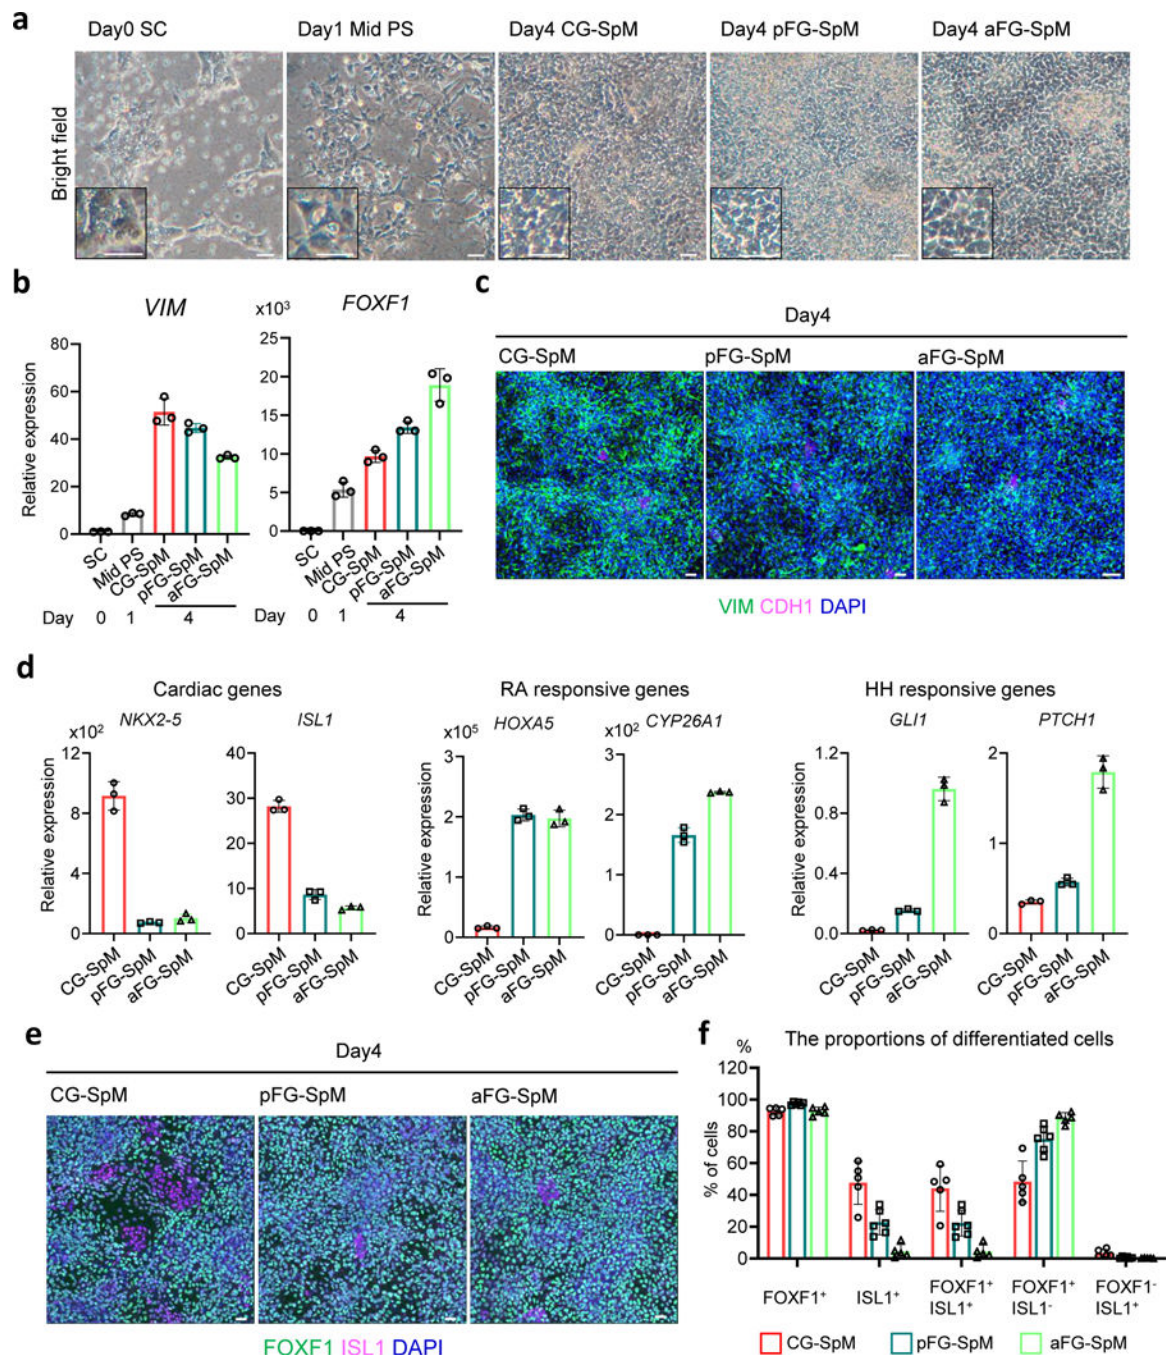 a
Day0 SC
Day1 Mid PS
Day4 CG-SpM
Day4 pFG-SpM
Day4 aFG-SpM
Bright field
b
VIM
Relative expression
80
60
40
20
0
SC
Mid PS
CG-SpM
pFG-SpM
aFG-SpM
Day 0 1 4
x10³
FOXF1
25
20
15
10
5
0
SC
Mid PS
CG-SpM
pFG-SpM
aFG-SpM
Day 0 1 4
c
Day4
CG-SpM
pFG-SpM
aFG-SpM
VIM CDH1 DAPI
d
Cardiac genes
x10²
NKX2-5
Relative expression
12
8
4
0
CG-SpM
pFG-SpM
aFG-SpM
ISL1
40
30
20
10
0
CG-SpM
pFG-SpM
aFG-SpM
RA responsive genes
x10⁵
HOXA5
Relative expression
3
2
1
0
CG-SpM
pFG-SpM
aFG-SpM
x10²
CYP26A1
3
2
1
0
CG-SpM
pFG-SpM
aFG-SpM
HH responsive genes
GLI1
Relative expression
1.2
0.8
0.4
0.0
CG-SpM
pFG-SpM
aFG-SpM
PTCH1
2
1
0
CG-SpM
pFG-SpM
aFG-SpM
e
Day4
CG-SpM
pFG-SpM
aFG-SpM
FOXF1 ISL1 DAPI
f
%
The proportions of differentiated cells
% of cells
120
100
80
60
40
20
0
FOXF1⁺
ISL1⁺
FOXF1⁺
ISL1⁺
FOXF1⁺
ISL1⁻
FOXF1⁻
ISL1⁺
CG-SpM
pFG-SpM
aFG-SpM